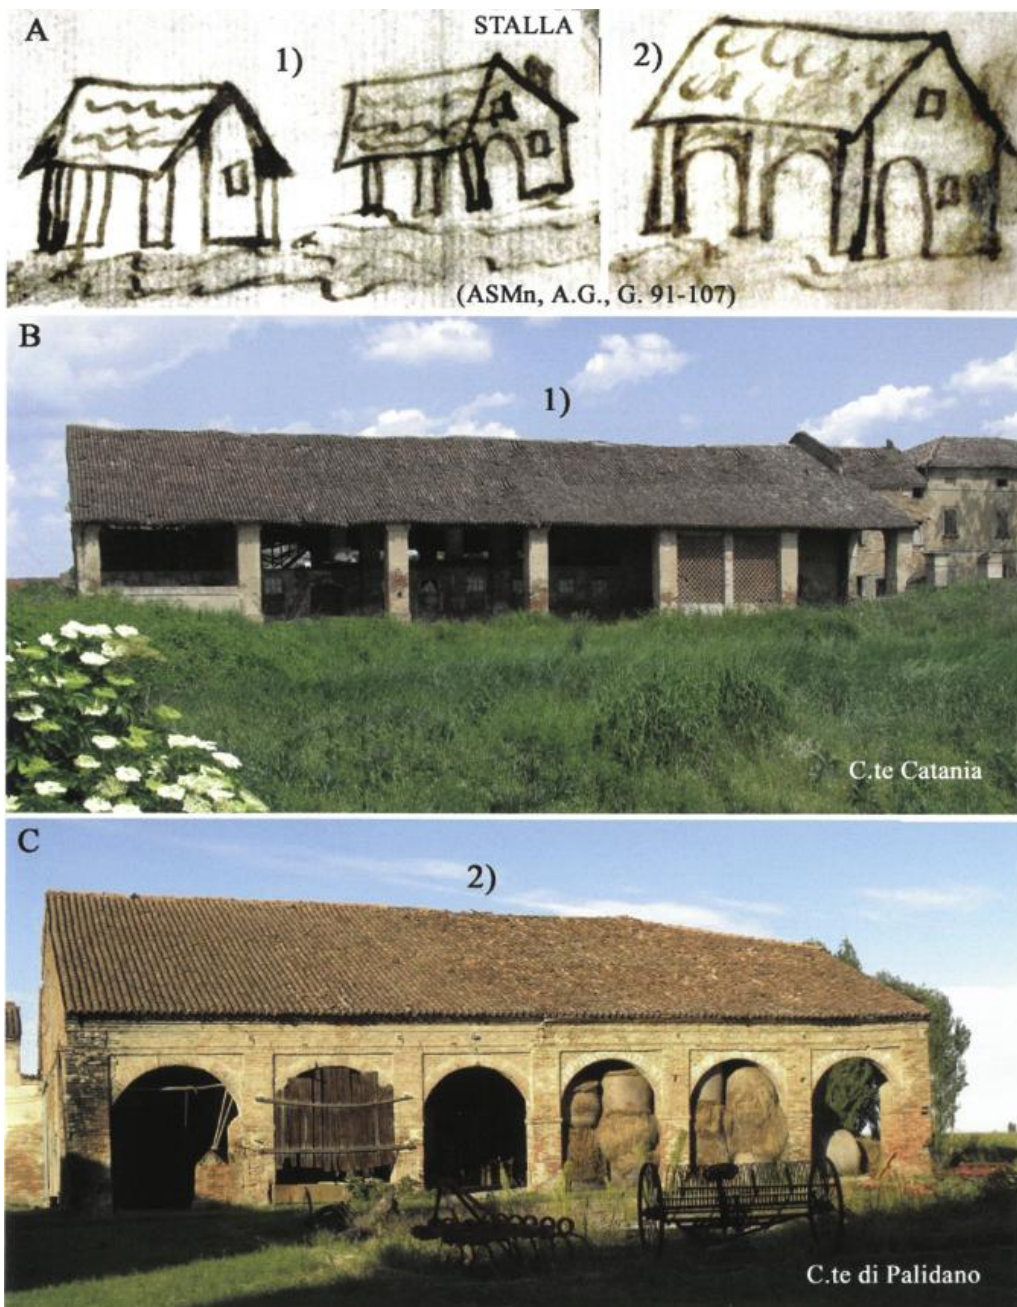 A
STALLA
1)
2)
(ASMn, A.G., G. 91-107)
B
1)
C.te Catania
C
2)
C.te di Palidano